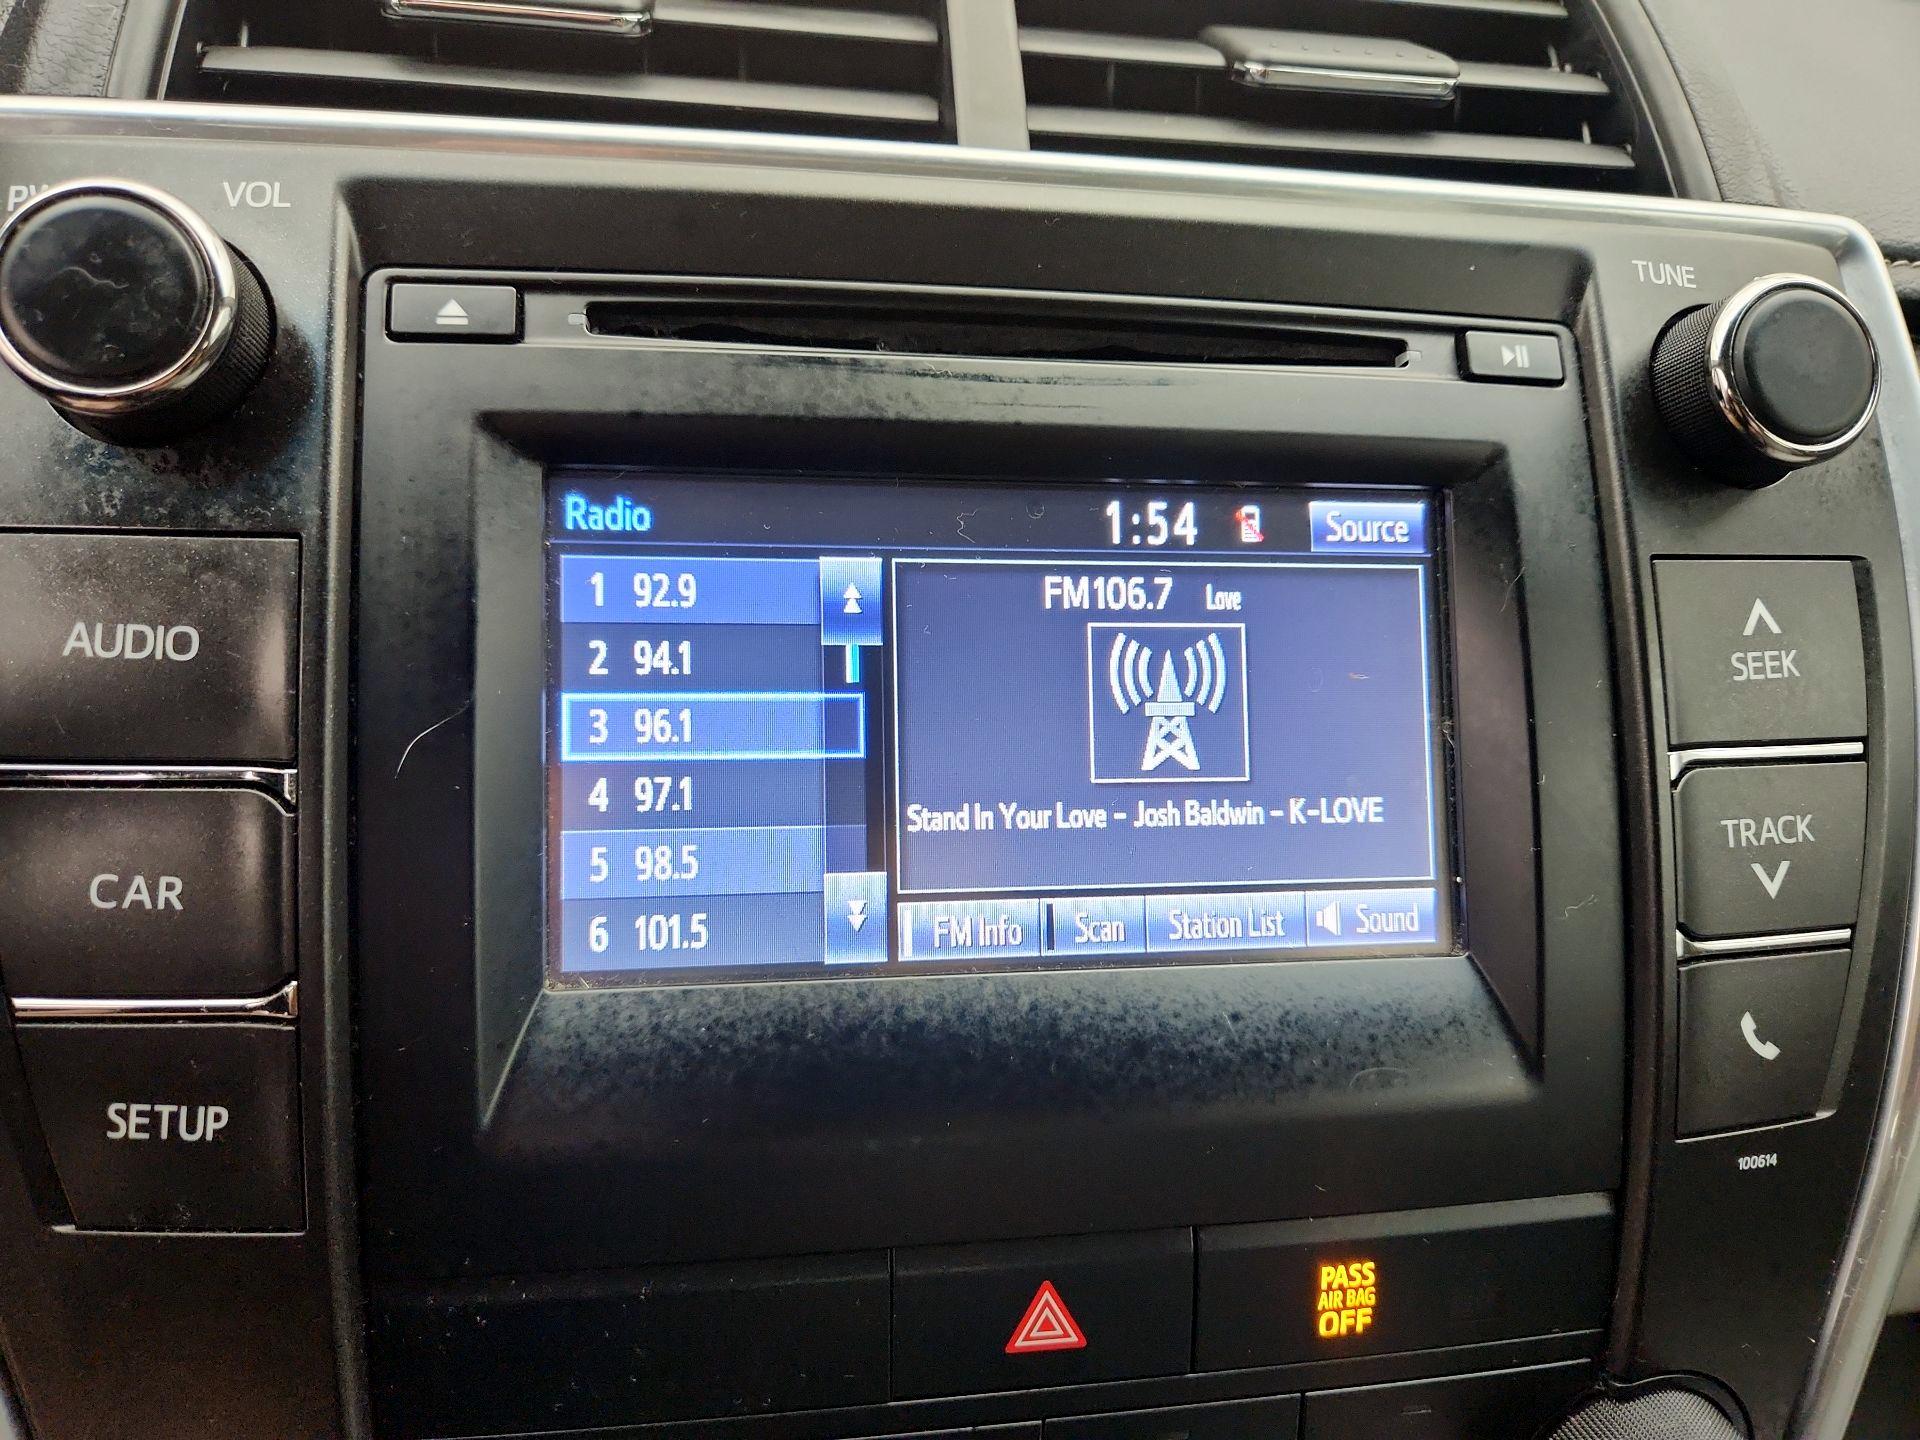 VOL
TUNE
Radio
1:54
Source
1 92.9
2 94.1
3 96.1
4 97.1
5 98.5
6 101.5
FM106.7 Love
Stand In Your Love - Josh Baldwin - K-LOVE
FM Info
Scan
Station List
Sound
AUDIO
CAR
SETUP
SEEK
TRACK
100614
PASS
AIR BAG
OFF